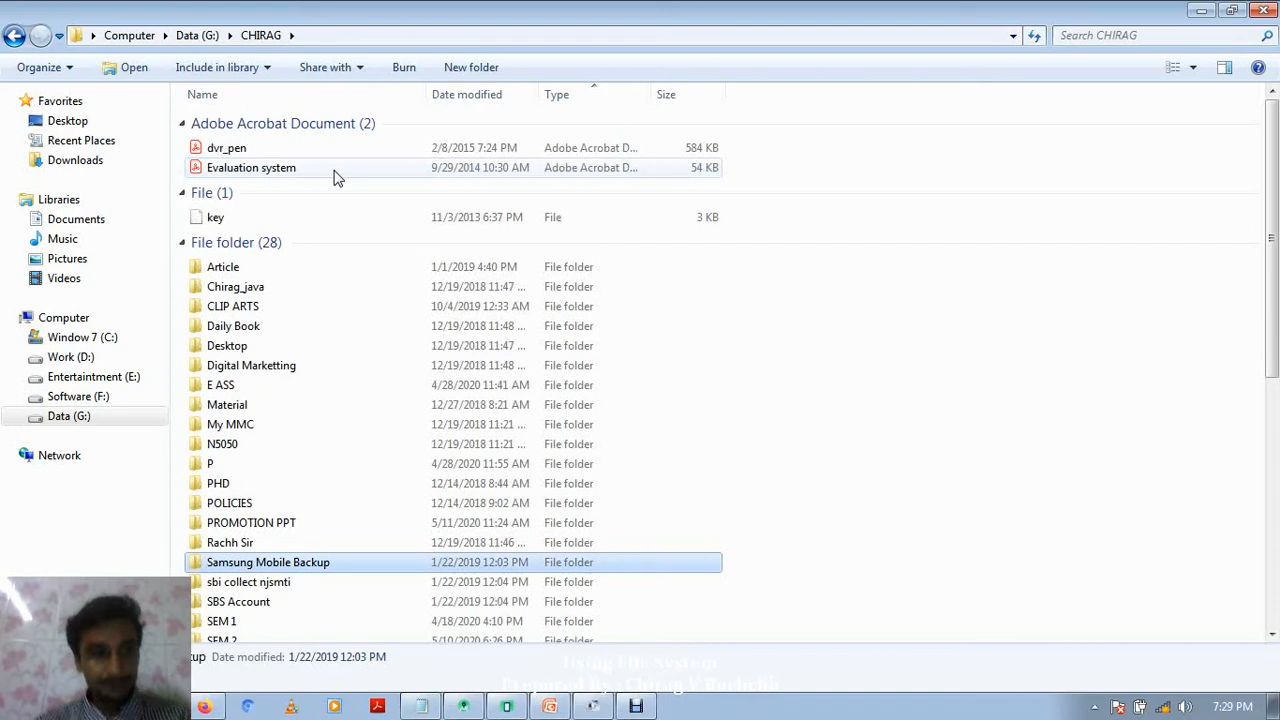 Computer Data (G:) CHIRAG
Search CHIRAG
Organize Open Include in library Share with Burn New folder
Name Date modified Type Size
Favorites
Desktop
Recent Places
Downloads
Libraries
Documents
Music
Pictures
Videos
Computer
Windows 7 (C:)
Work (D:)
Entertaintment (E:)
Software (F:)
Data (G:)
Network
Adobe Acrobat Document (2)
dvr_pen 2/8/2015 7:24 PM Adobe Acrobat D... 584 KB
Evaluation system 9/29/2014 10:30 AM Adobe Acrobat D... 54 KB
File (1)
key 11/3/2013 6:37 PM File 3 KB
File folder (28)
Article 1/1/2019 4:40 PM File folder
Chirag_java 12/19/2018 11:47 ... File folder
CLIP ARTS 10/4/2019 12:33 AM File folder
Daily Book 12/19/2018 11:48 ... File folder
Desktop 12/19/2018 11:47 ... File folder
Digital Marketting 12/19/2018 11:48 ... File folder
E ASS 4/28/2020 11:41 AM File folder
Material 12/27/2018 8:21 AM File folder
My MMC 12/19/2018 11:21 ... File folder
N5050 12/19/2018 11:21 ... File folder
P 4/28/2020 11:55 AM File folder
PHD 12/14/2018 8:44 AM File folder
POLICIES 12/14/2018 9:02 AM File folder
PROMOTION PPT 5/11/2020 11:24 AM File folder
Rachh Sir 12/19/2018 11:46 ... File folder
Samsung Mobile Backup 1/22/2019 12:03 PM File folder
sbi collect njsmti 1/22/2019 12:04 PM File folder
SBS Account 1/22/2019 12:04 PM File folder
SEM 1 4/18/2020 4:10 PM File folder
SEM 2 5/10/2020 6:26 PM File folder
Date modified: 1/22/2019 12:03 PM
Using File System
Prepared By : Chirag V
7:29 PM